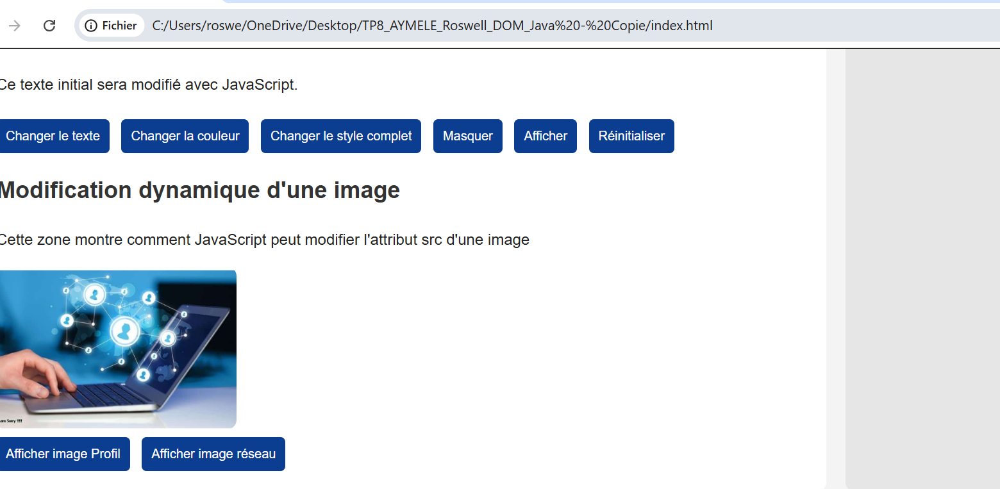 Fichier C:/Users/roswe/OneDrive/Desktop/TP8_AYMELE_Roswell_DOM_Java%20-%20Copie/index.html
Ce texte initial sera modifié avec JavaScript.
Changer le texte Changer la couleur Changer le style complet Masquer Afficher Réinitialiser
Modification dynamique d'une image
Cette zone montre comment JavaScript peut modifier l'attribut src d'une image
am Sorry !!!!
Afficher image Profil Afficher image réseau